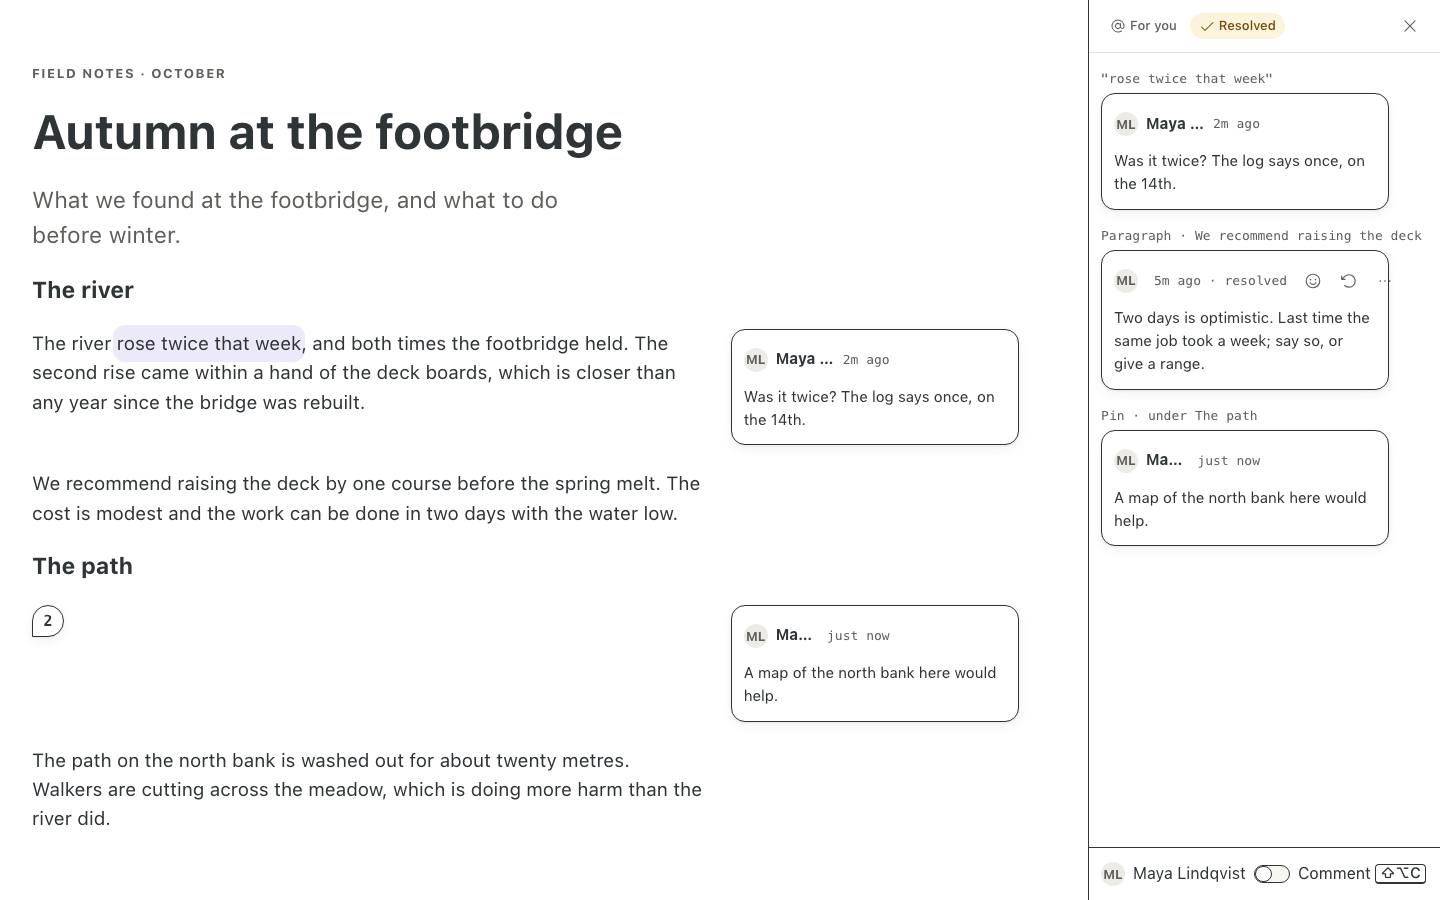 FIELD NOTES · OCTOBER
Autumn at the footbridge
What we found at the footbridge, and what to do
before winter.
The river
The river rose twice that week, and both times the footbridge held. The
second rise came within a hand of the deck boards, which is closer than
any year since the bridge was rebuilt.
ML Maya ... 2m ago
Was it twice? The log says once, on
the 14th.
We recommend raising the deck by one course before the spring melt. The
cost is modest and the work can be done in two days with the water low.
The path
2
ML Ma... just now
A map of the north bank here would
help.
The path on the north bank is washed out for about twenty metres.
Walkers are cutting across the meadow, which is doing more harm than the
river did.
@ For you Resolved
"rose twice that week"
ML Maya ... 2m ago
Was it twice? The log says once, on
the 14th.
Paragraph · We recommend raising the deck
ML 5m ago · resolved
Two days is optimistic. Last time the
same job took a week; say so, or
give a range.
Pin · under The path
ML Ma... just now
A map of the north bank here would
help.
ML Maya Lindqvist Comment ⇧⌥C